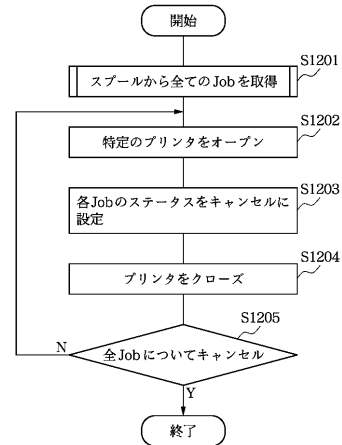 開始
S1201
スプールから全てのJobを取得
S1202
特定のプリンタをオープン
S1203
各Jobのステータスをキャンセルに
設定
S1204
プリンタをクローズ
S1205
全Jobについてキャンセル
N
Y
終了